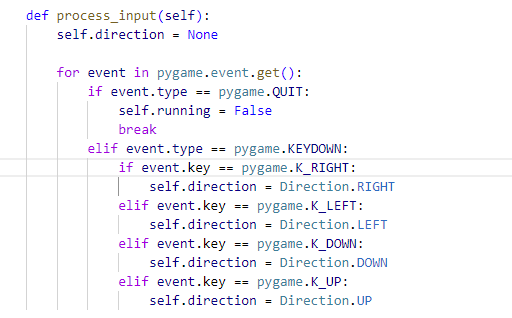 def process_input(self):
    self.direction = None

    for event in pygame.event.get():
        if event.type == pygame.QUIT:
            self.running = False
            break
        elif event.type == pygame.KEYDOWN:
            if event.key == pygame.K_RIGHT:
                self.direction = Direction.RIGHT
            elif event.key == pygame.K_LEFT:
                self.direction = Direction.LEFT
            elif event.key == pygame.K_DOWN:
                self.direction = Direction.DOWN
            elif event.key == pygame.K_UP:
                self.direction = Direction.UP